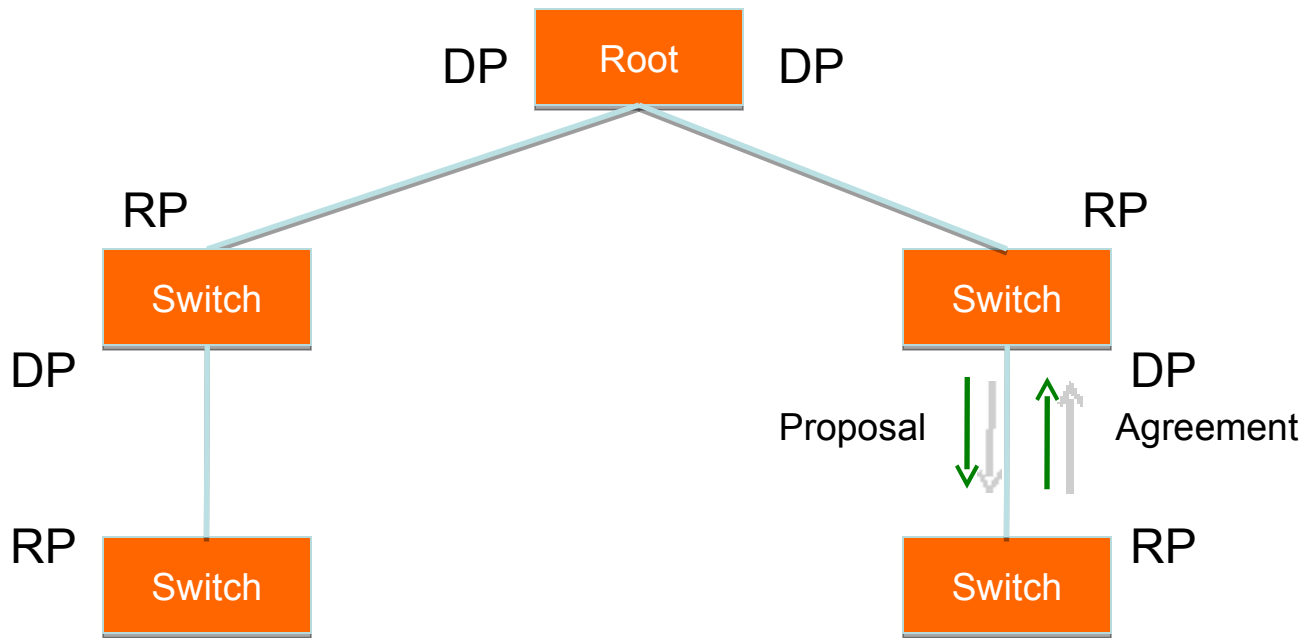 DP
Root
DP
RP
RP
Switch
Switch
DP
DP
Proposal
Agreement
RP
RP
Switch
Switch